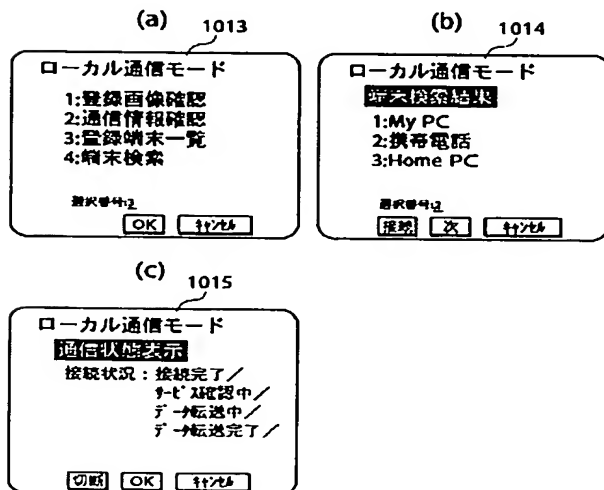 (a)
1013
ローカル通信モード
1:登録画像確認
2:通信情報確認
3:登録端末一覧
4:端末検索
選択番号:2
OK キャンセル
(b)
1014
ローカル通信モード
端末検索結果
1:My PC
2:携帯電話
3:Home PC
選択番号:2
接続 次 キャンセル
(c)
1015
ローカル通信モード
通信状態表示
接続状況：接続完了/
サービス確認中/
データ転送中/
データ転送完了/
切断 OK キャンセル